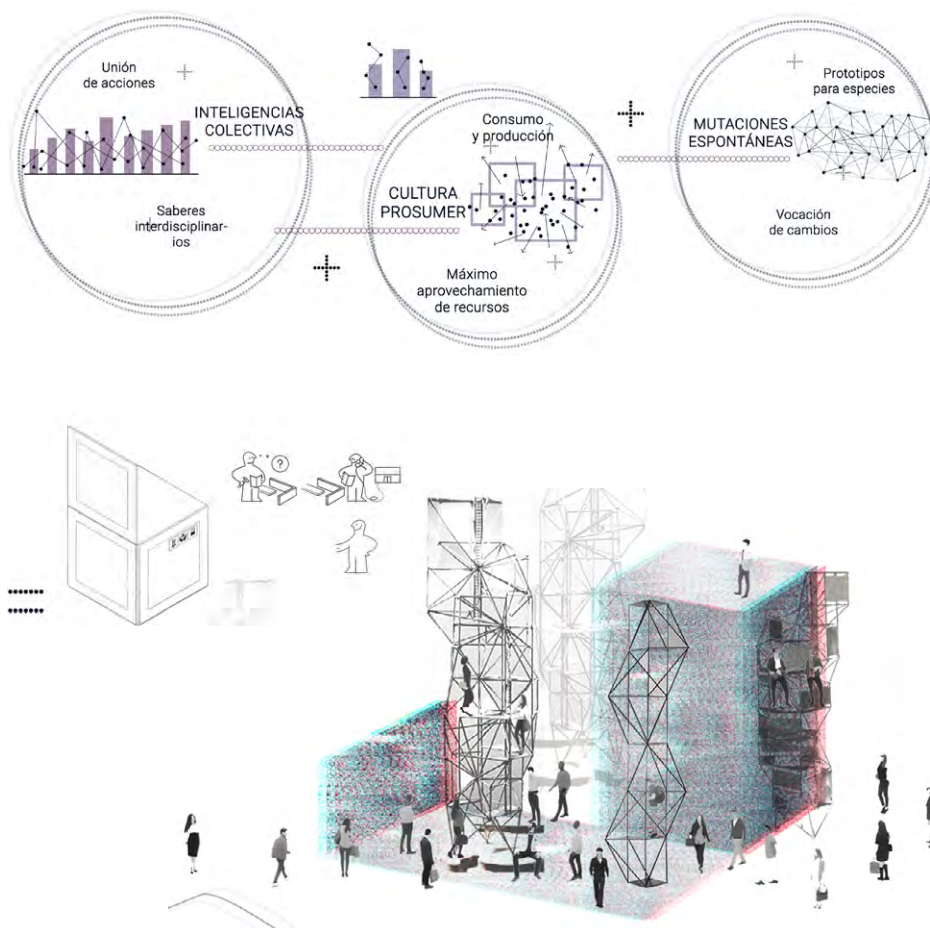 Unión
de acciones
INTELIGENCIAS
COLECTIVAS
Saberes
interdisciplinar-
ios
Consumo
y producción
CULTURA
PROSUMER
Máximo
aprovechamiento
de recursos
Prototipos
para especies
MUTACIONES
ESPONTÁNEAS
Vocación
de cambios
?